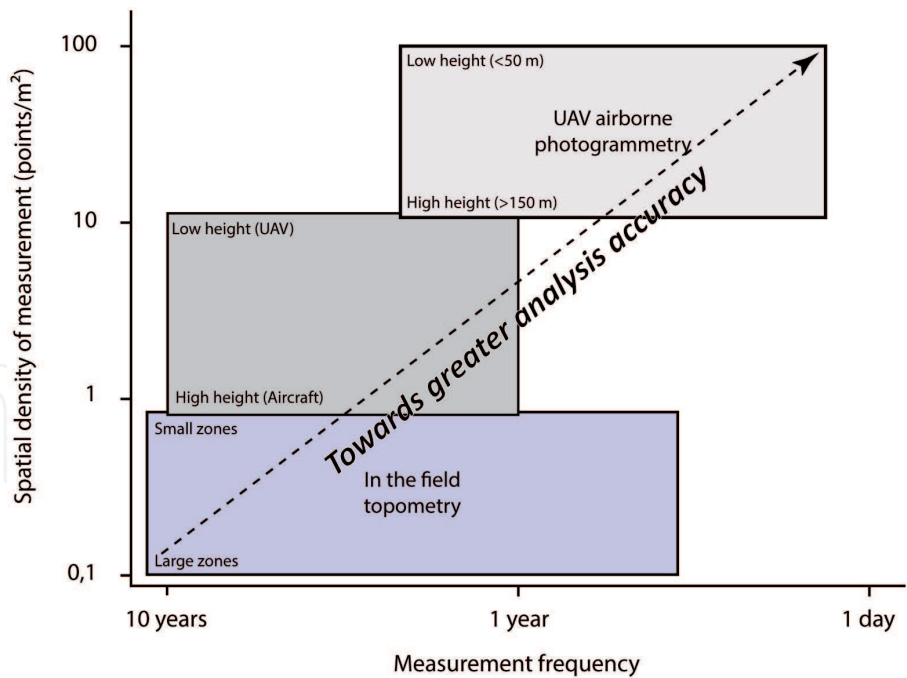 Spatial density of measurement (points/m²)
100
10
1
0,1
Low height (<50 m)
UAV airborne
photogrammetry
High height (>150 m)
Low height (UAV)
High height (Aircraft)
Towards greater analysis accuracy
Small zones
In the field
topometry
Large zones
10 years
1 year
1 day
Measurement frequency